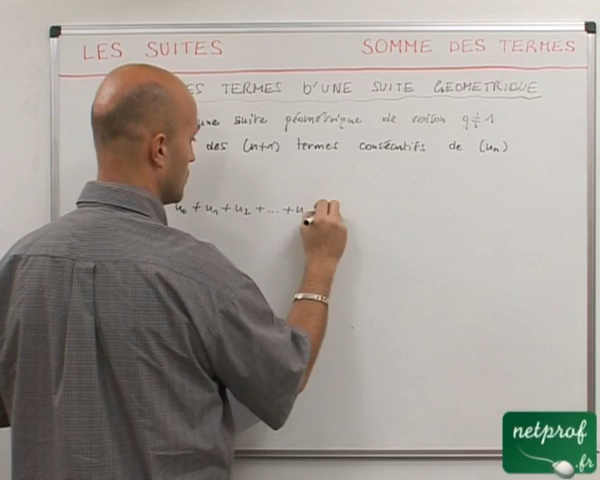 LES SUITES SOMME DES TERMES
ES TERMES D'UNE SUITE GEOMETRIQUE
une suite géométrique de raison q≠1
des (n+1) termes consécutifs de (un)
u0 + u1 + u2 + ... + u
netprof
.fr